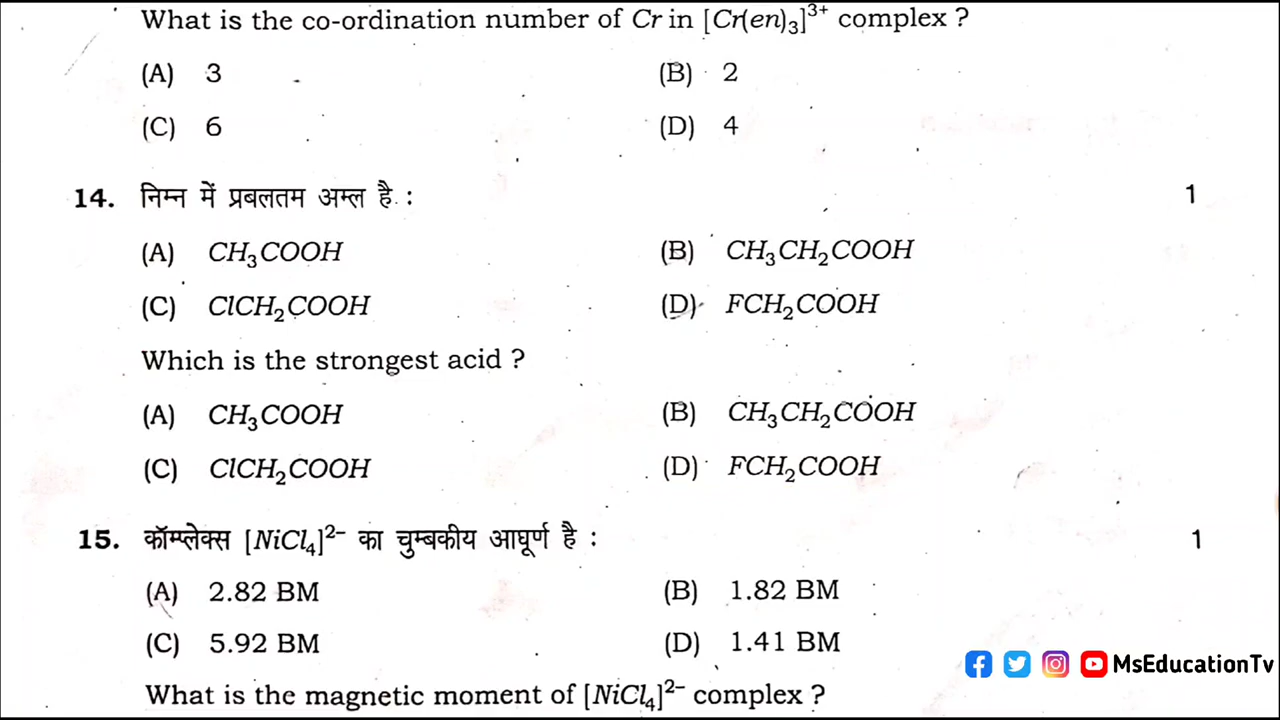 What is the co-ordination number of Cr in [Cr(en)₃]³⁺ complex ?
(A) 3 (B) 2
(C) 6 (D) 4
14. निम्न में प्रबलतम अम्ल है : 1
(A) CH₃COOH (B) CH₃CH₂COOH
(C) ClCH₂COOH (D) FCH₂COOH
Which is the strongest acid ?
(A) CH₃COOH (B) CH₃CH₂COOH
(C) ClCH₂COOH (D) FCH₂COOH
15. कॉम्प्लेक्स [NiCl₄]²⁻ का चुम्बकीय आघूर्ण है : 1
(A) 2.82 BM (B) 1.82 BM
(C) 5.92 BM (D) 1.41 BM
MsEducationTv
What is the magnetic moment of [NiCl₄]²⁻ complex ?